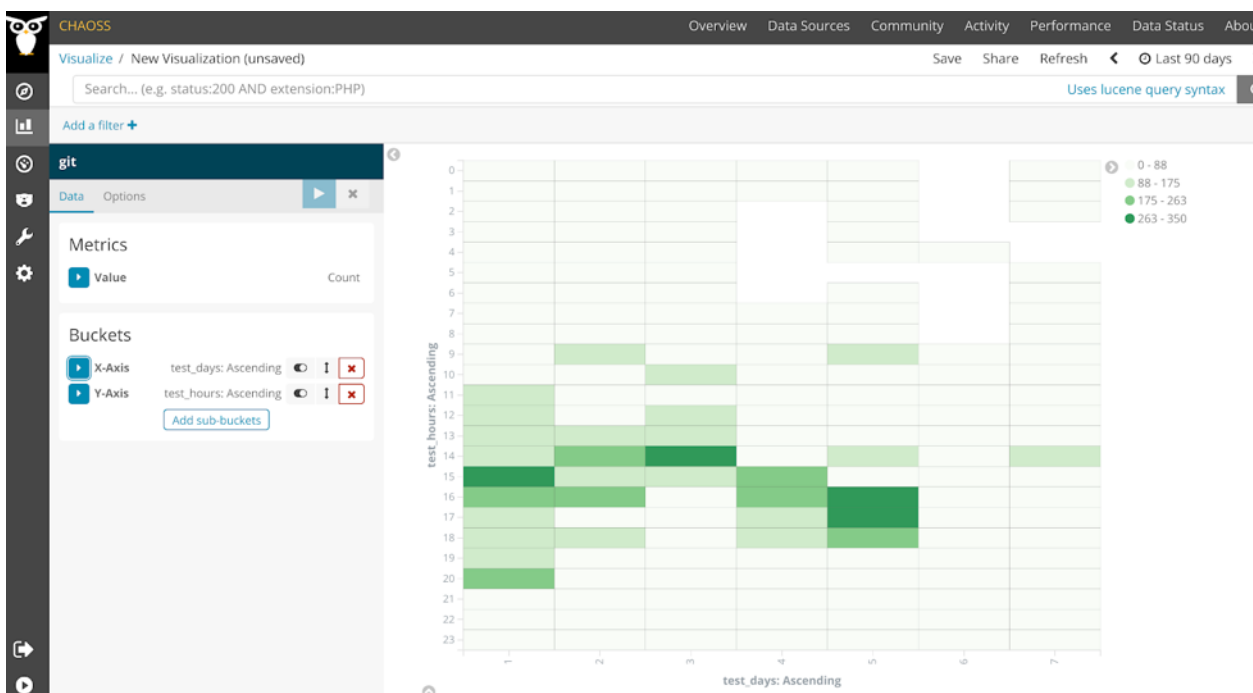 CHAOSS Overview Data Sources Community Activity Performance Data Status Abou
Visualize / New Visualization (unsaved) Save Share Refresh Last 90 days
Search... (e.g. status:200 AND extension:PHP) Uses lucene query syntax
Add a filter +
git
Data Options
Metrics
Value Count
Buckets
X-Axis test_days: Ascending
Y-Axis test_hours: Ascending
Add sub-buckets
test_hours: Ascending
0
1
2
3
4
5
6
7
8
9
10
11
12
13
14
15
16
17
18
19
20
21
22
23
1 2 3 4 5 6 7
test_days: Ascending
0 - 88
88 - 175
175 - 263
263 - 350